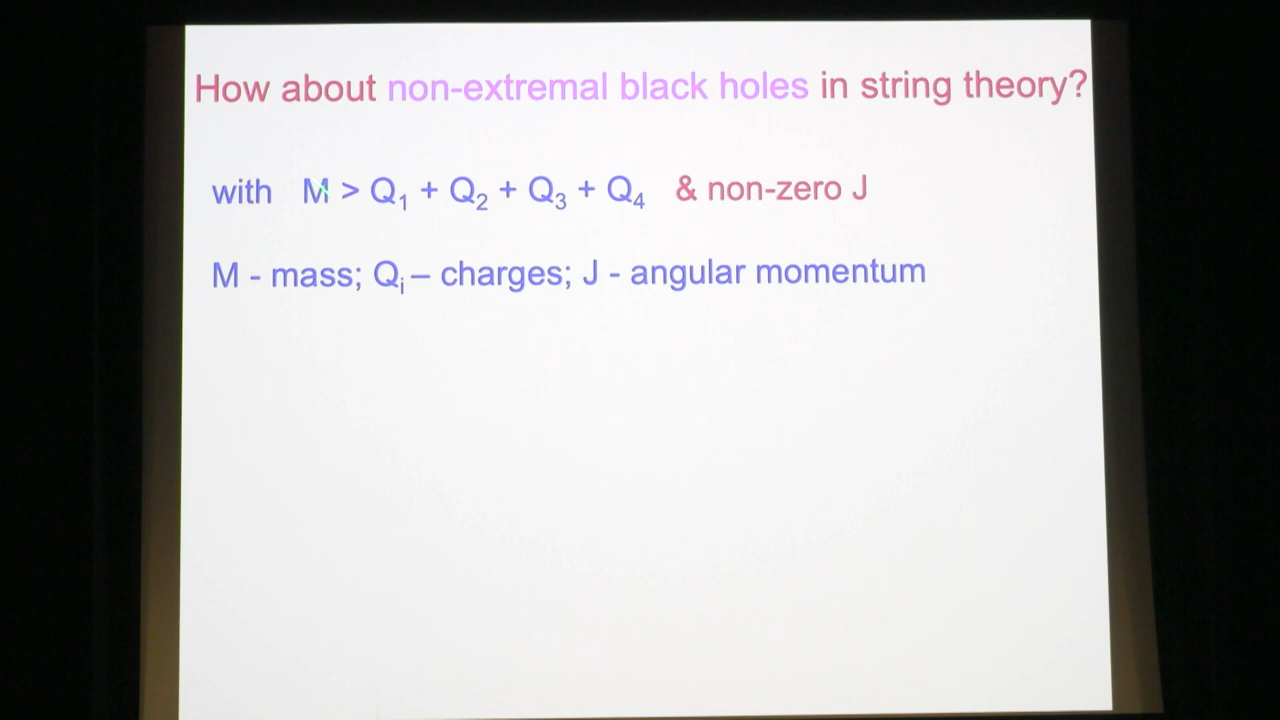 How about non-extremal black holes in string theory?
with M > Q₁ + Q₂ + Q₃ + Q₄ & non-zero J
M - mass; Qᵢ – charges; J - angular momentum